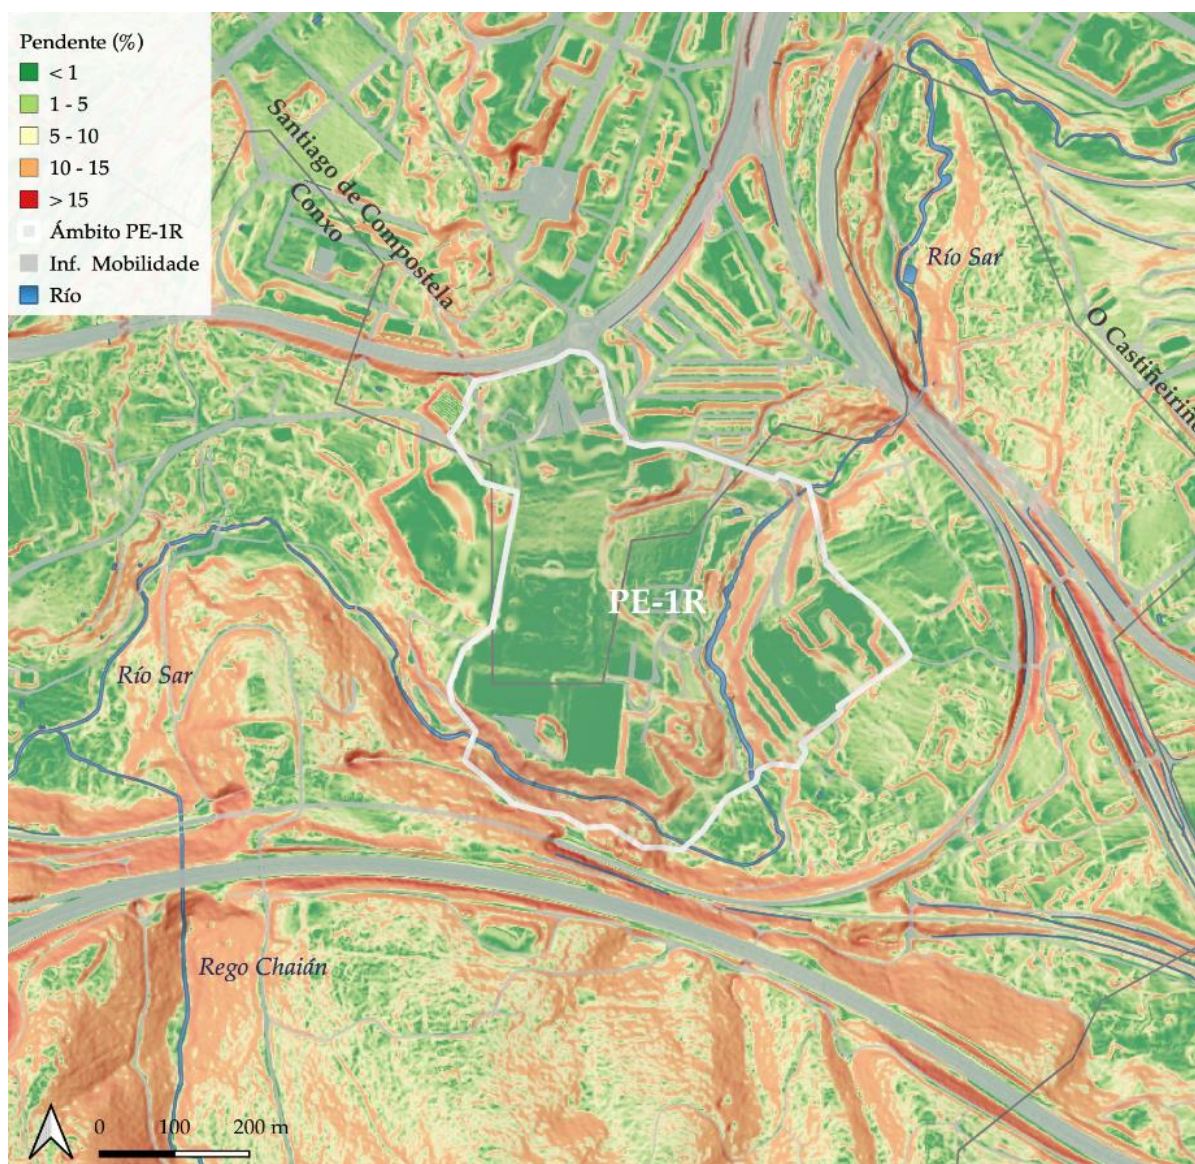 Pendente (%)
< 1
1 - 5
5 - 10
10 - 15
> 15
Ámbito PE-1R
Inf. Mobilidade
Río
Santiago de Compostela
Conxo
Río Sar
O Castiñeiriño
PE-1R
Río Sar
Rego Chaián
0 100 200 m